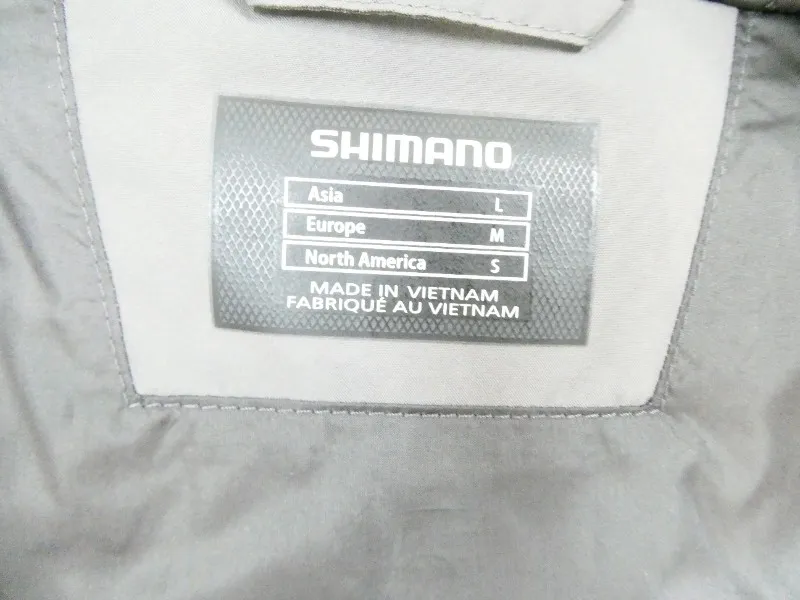 SHIMANO
Asia L
Europe M
North America S
MADE IN VIETNAM
FABRIQUÉ AU VIETNAM